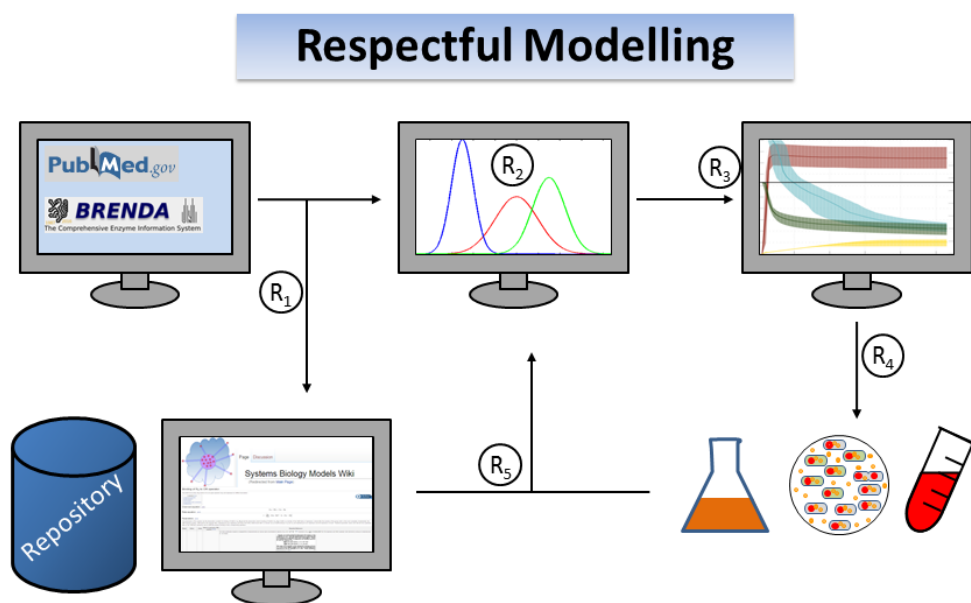 Respectful Modelling
PubMed.gov
BRENDA
The Comprehensive Enzyme Information System
R1
R2
R3
R4
R5
Repository
Page Discussion
Systems Biology Models Wiki